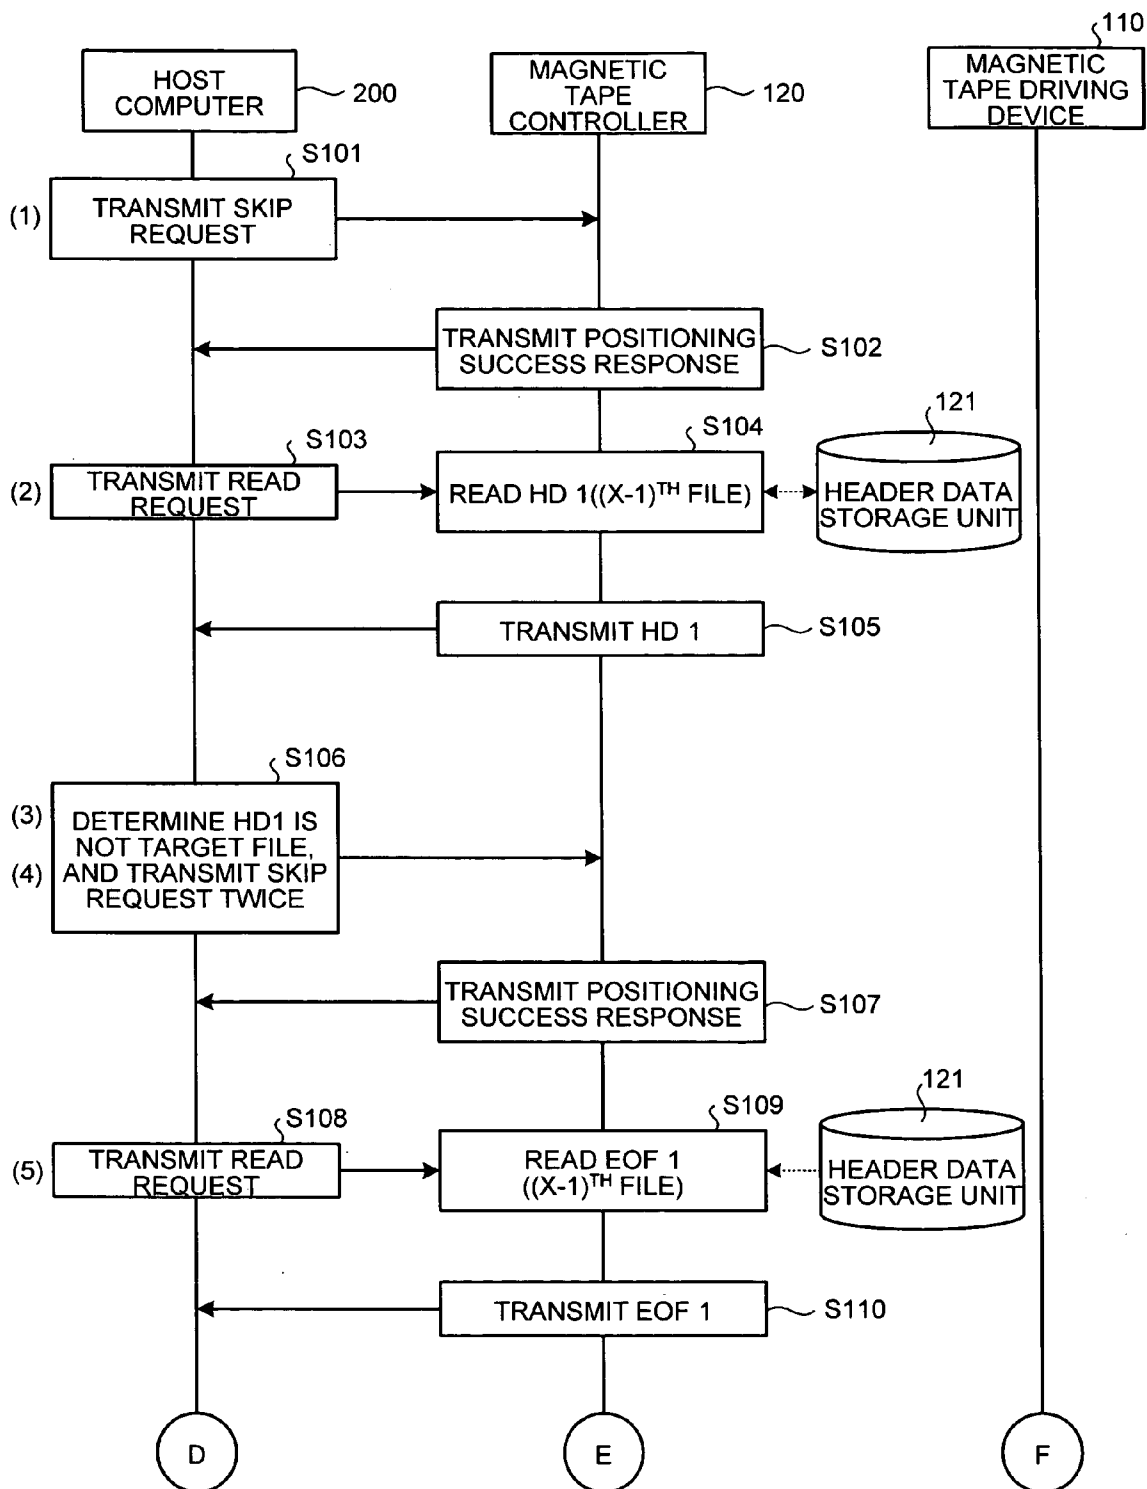 110
HOST
COMPUTER
200
MAGNETIC
TAPE
CONTROLLER
120
MAGNETIC
TAPE DRIVING
DEVICE
S101
(1)
TRANSMIT SKIP
REQUEST
TRANSMIT POSITIONING
SUCCESS RESPONSE
S102
S103
(2)
TRANSMIT READ
REQUEST
S104
READ HD 1((X-1)TH FILE)
121
HEADER DATA
STORAGE UNIT
TRANSMIT HD 1
S105
S106
(3)
(4)
DETERMINE HD1 IS
NOT TARGET FILE,
AND TRANSMIT SKIP
REQUEST TWICE
TRANSMIT POSITIONING
SUCCESS RESPONSE
S107
S108
(5)
TRANSMIT READ
REQUEST
S109
READ EOF 1
((X-1)TH FILE)
121
HEADER DATA
STORAGE UNIT
TRANSMIT EOF 1
S110
D
E
F